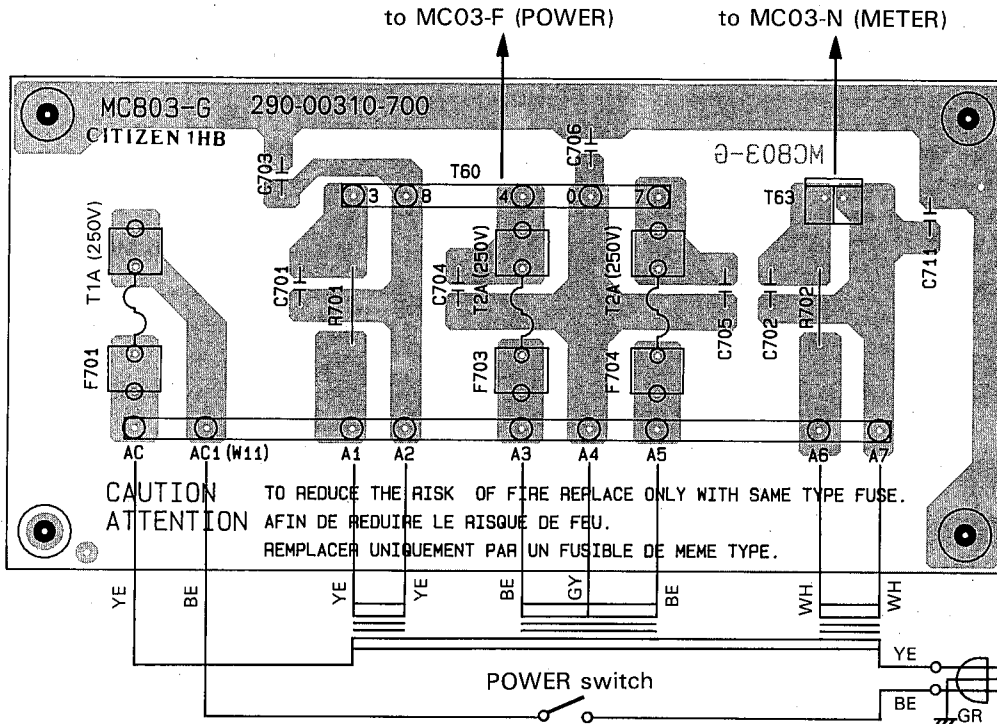 to MC03-F (POWER)
to MC03-N (METER)
MC803-G 290-00310-700
CITIZEN 1HB
C703
T60
C706
MC803-G
3
8
4
0
7
T63
T1A (250V)
C701
R701
C704
T2A (250V)
T2A (250V)
C705
C702
R702
C711
F701
F703
F704
AC
AC1 (W11)
A1
A2
A3
A4
A5
A6
A7
CAUTION TO REDUCE THE RISK OF FIRE REPLACE ONLY WITH SAME TYPE FUSE.
ATTENTION AFIN DE REDUIRE LE RISQUE DE FEU.
REMPLACER UNIQUEMENT PAR UN FUSIBLE DE MEME TYPE.
YE
BE
YE
YE
BE
GY
BE
WH
WH
YE
POWER switch
BE
GR